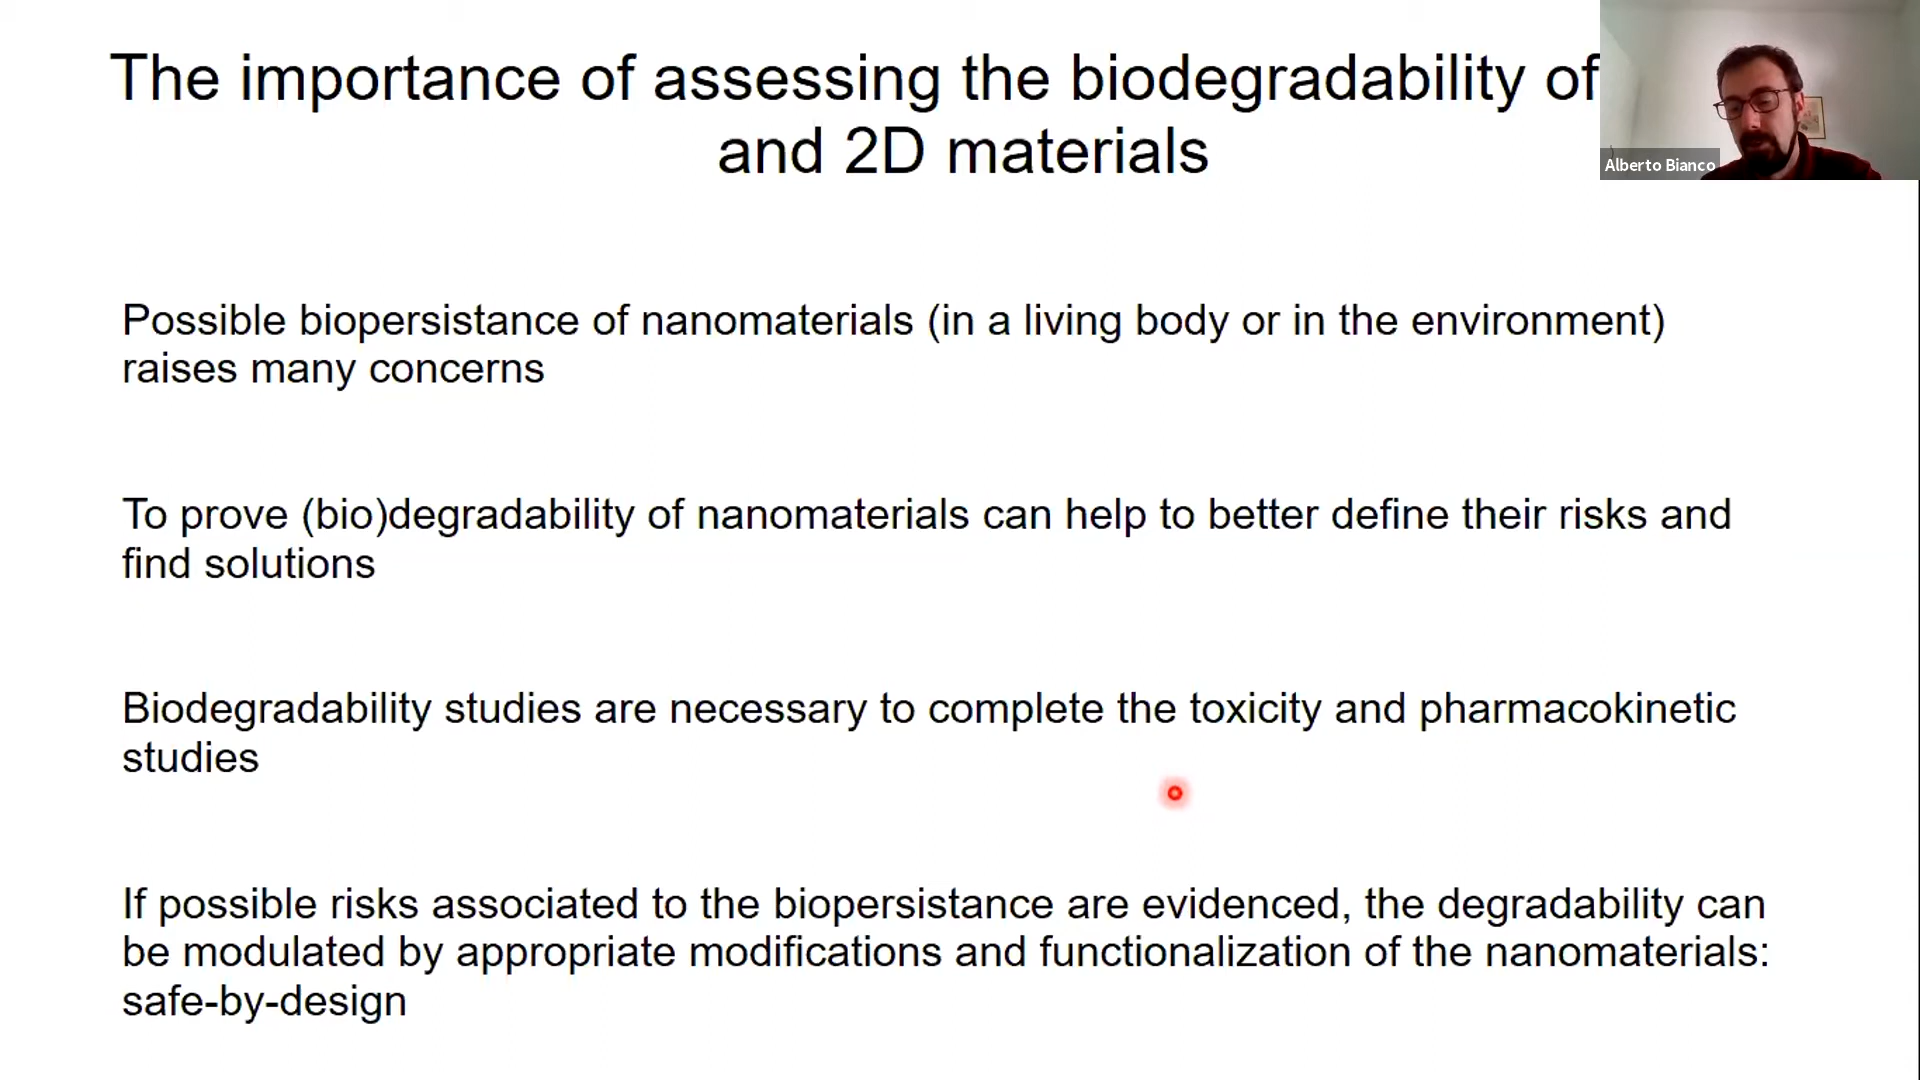 The importance of assessing the biodegradability of
and 2D materials
Alberto Bianco
Possible biopersistance of nanomaterials (in a living body or in the environment)
raises many concerns
To prove (bio)degradability of nanomaterials can help to better define their risks and
find solutions
Biodegradability studies are necessary to complete the toxicity and pharmacokinetic
studies
If possible risks associated to the biopersistance are evidenced, the degradability can
be modulated by appropriate modifications and functionalization of the nanomaterials:
safe-by-design